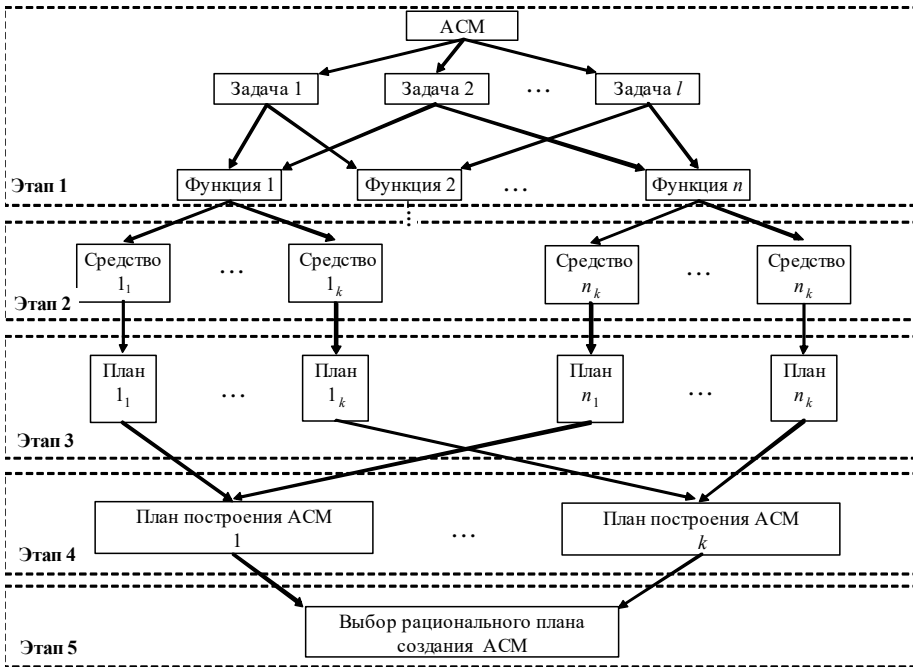 АСМ
Задача 1 Задача 2 ... Задача l
Этап 1 Функция 1 Функция 2 ... Функция n
Средство ... Средство Средство ... Средство
1₁ 1ₖ nₖ nₖ
Этап 2
План План План План
1₁ ... 1ₖ n₁ ... nₖ
Этап 3
План построения АСМ ... План построения АСМ
1 k
Этап 4
Выбор рационального плана
создания АСМ
Этап 5